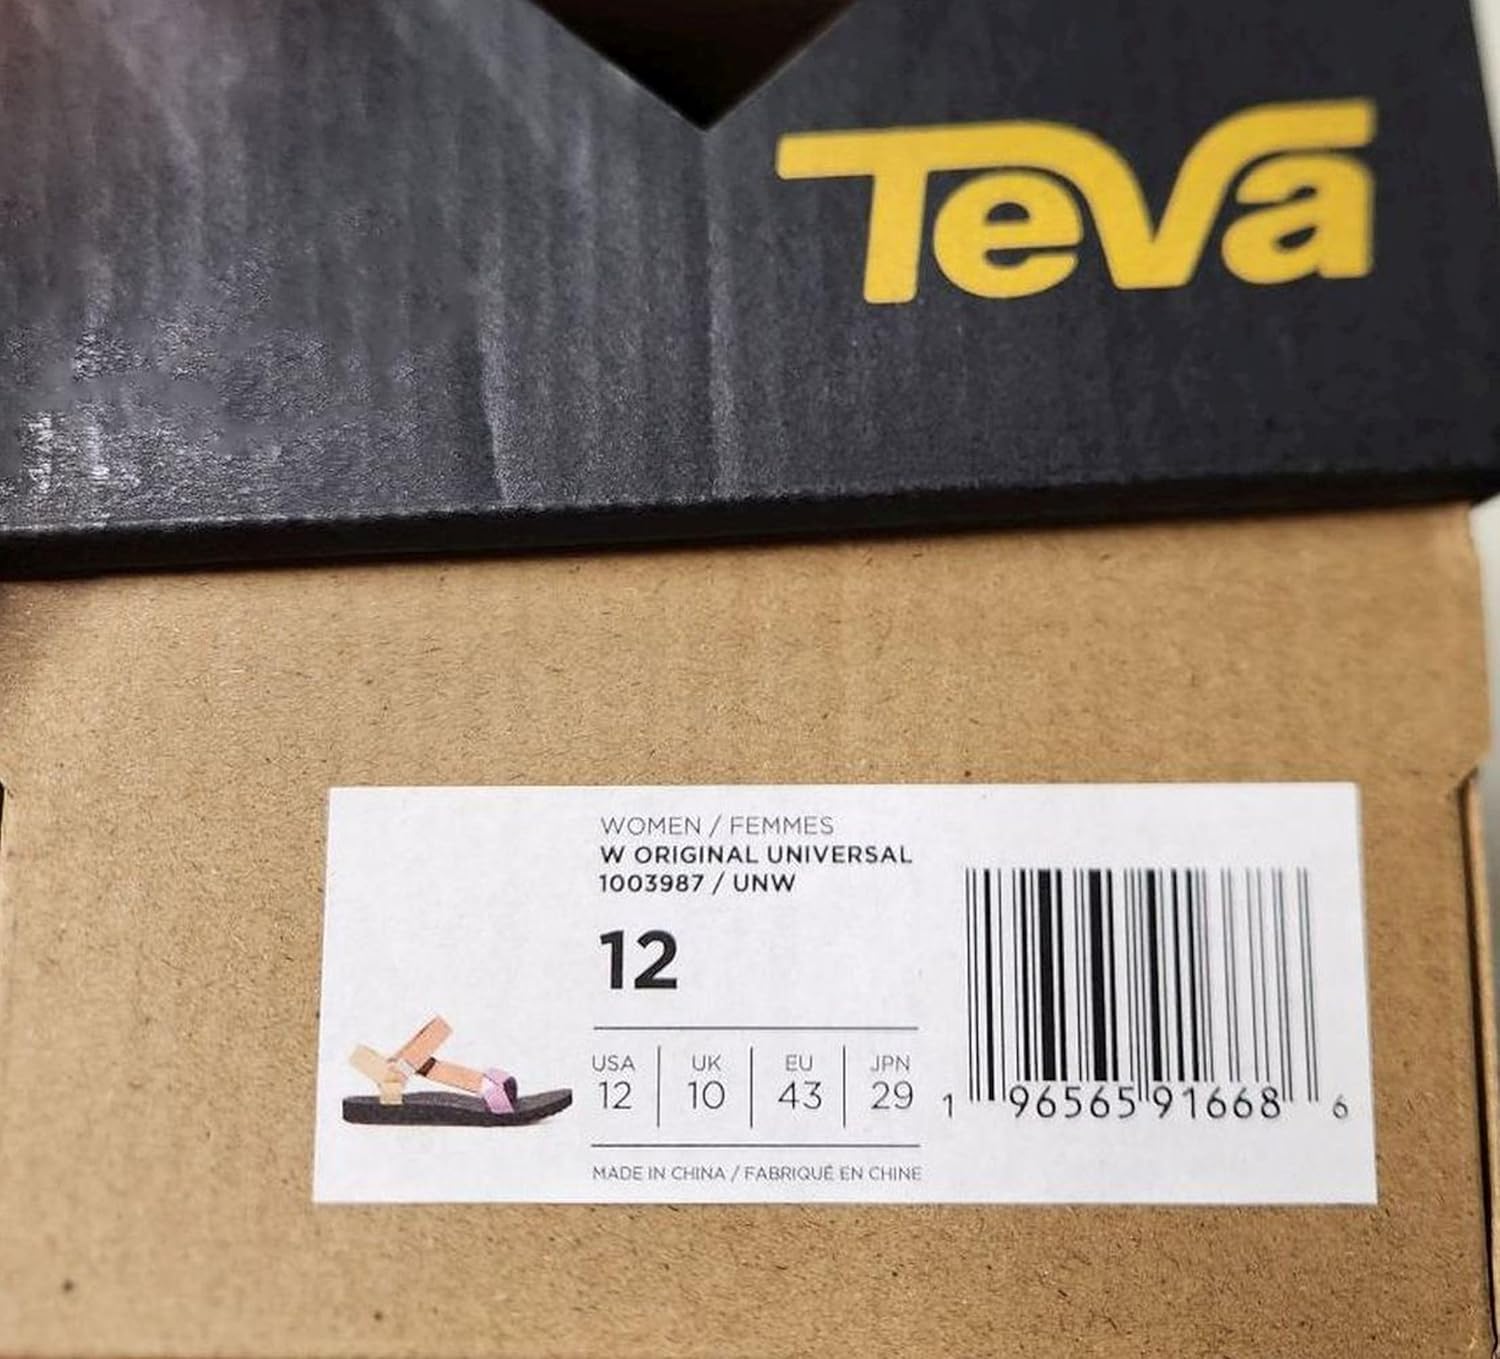 Teva
WOMEN / FEMMES
W ORIGINAL UNIVERSAL
1003987 / UNW
12
USA UK EU JPN
12 10 43 29
MADE IN CHINA / FABRIQUÉ EN CHINE
1 96565 91668 6